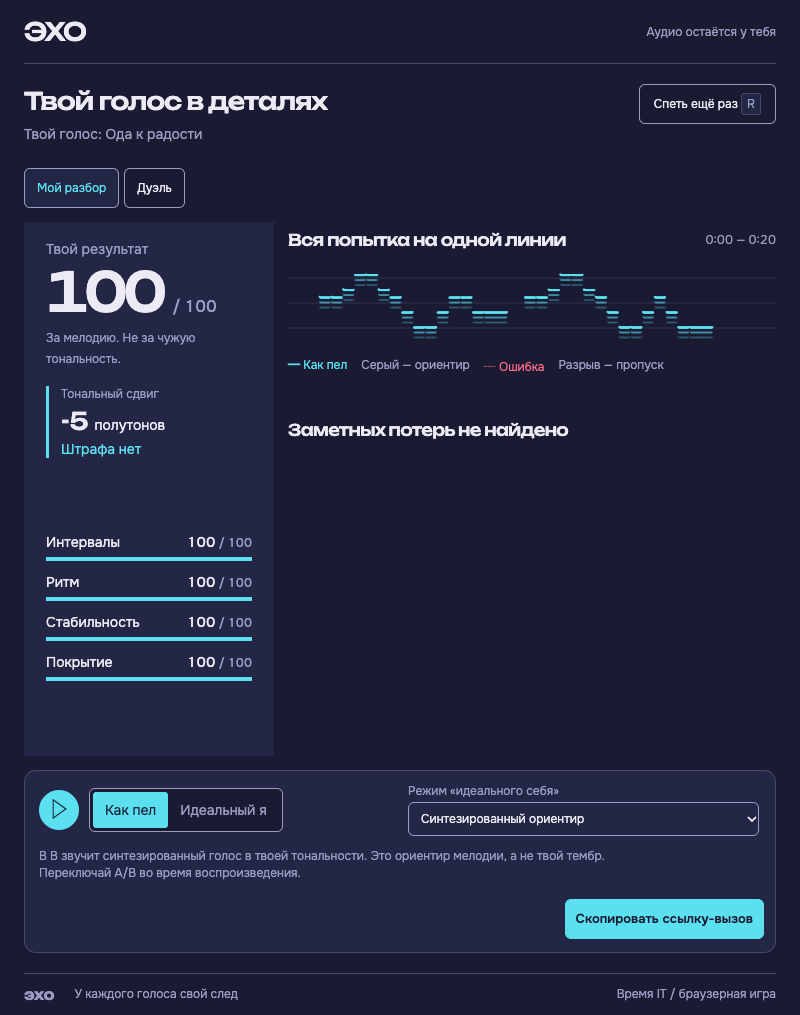 ЭХО
Аудио остаётся у тебя
Твой голос в деталях
Спеть ещё раз R
Твой голос: Ода к радости
Мой разбор
Дуэль
Твой результат
100 / 100
За мелодию. Не за чужую
тональность.
Тональный сдвиг
-5 полутонов
Штрафа нет
Интервалы 100 / 100
Ритм 100 / 100
Стабильность 100 / 100
Покрытие 100 / 100
Вся попытка на одной линии
0:00 — 0:20
Как пел
Серый — ориентир
Ошибка
Разрыв — пропуск
Заметных потерь не найдено
Как пел
Идеальный я
Режим «идеального себя»
Синтезированный ориентир
В B звучит синтезированный голос в твоей тональности. Это ориентир мелодии, а не твой тембр.
Переключай A/B во время воспроизведения.
Скопировать ссылку-вызов
ЭХО
У каждого голоса свой след
Время IT / браузерная игра